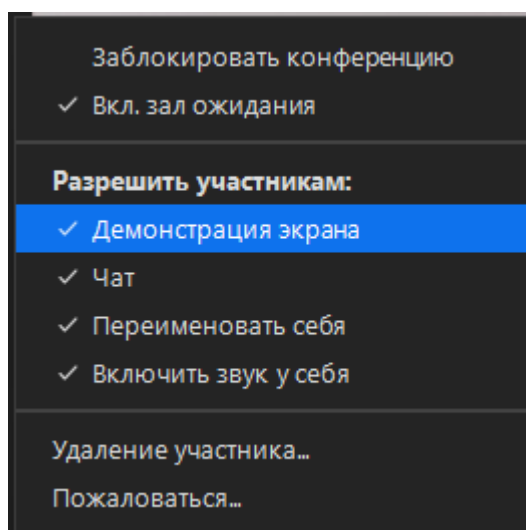 Заблокировать конференцию
Вкл. зал ожидания
Разрешить участникам:
Демонстрация экрана
Чат
Переименовать себя
Включить звук у себя
Удаление участника...
Пожаловаться...